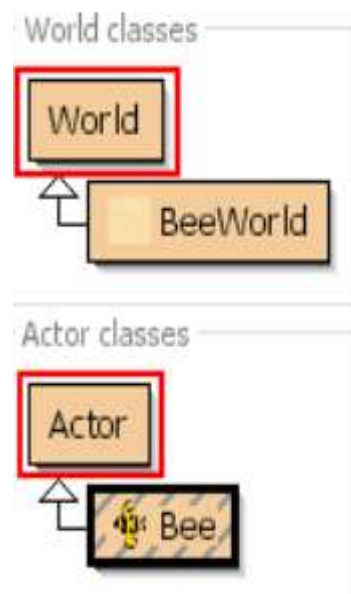 World classes
World
BeeWorld
Actor classes
Actor
Bee